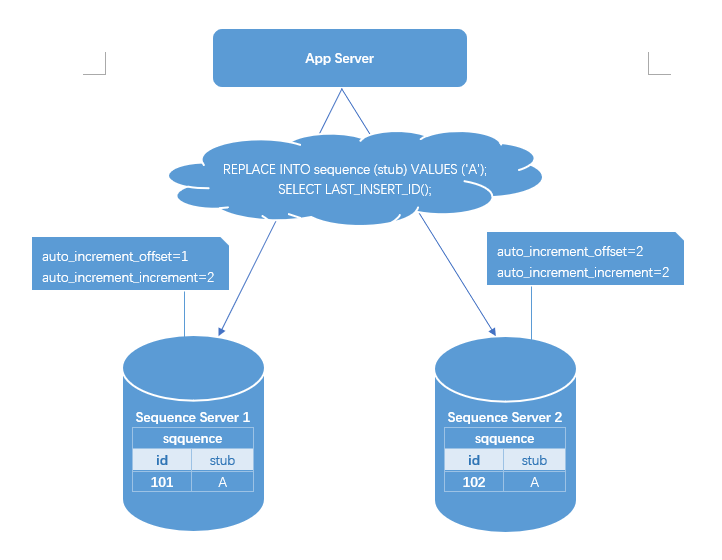 App Server
REPLACE INTO sequence (stub) VALUES ('A');
SELECT LAST_INSERT_ID();
auto_increment_offset=1
auto_increment_increment=2
auto_increment_offset=2
auto_increment_increment=2
Sequence Server 1
sqquence
id stub
101 A
Sequence Server 2
sqquence
id stub
102 A